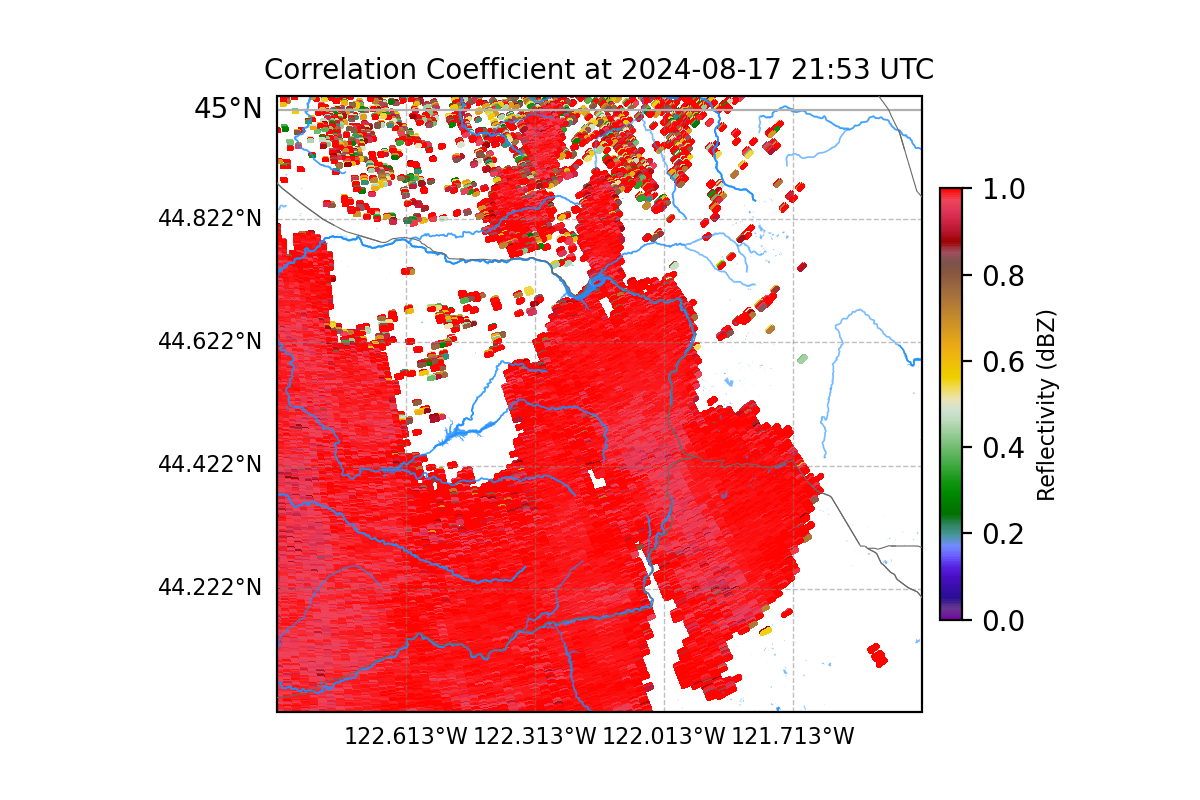 Correlation Coefficient at 2024-08-17 21:53 UTC
45°N
44.822°N
44.622°N
44.422°N
44.222°N
122.613°W 122.313°W 122.013°W 121.713°W
1.0
0.8
0.6
0.4
0.2
0.0
Reflectivity (dBZ)